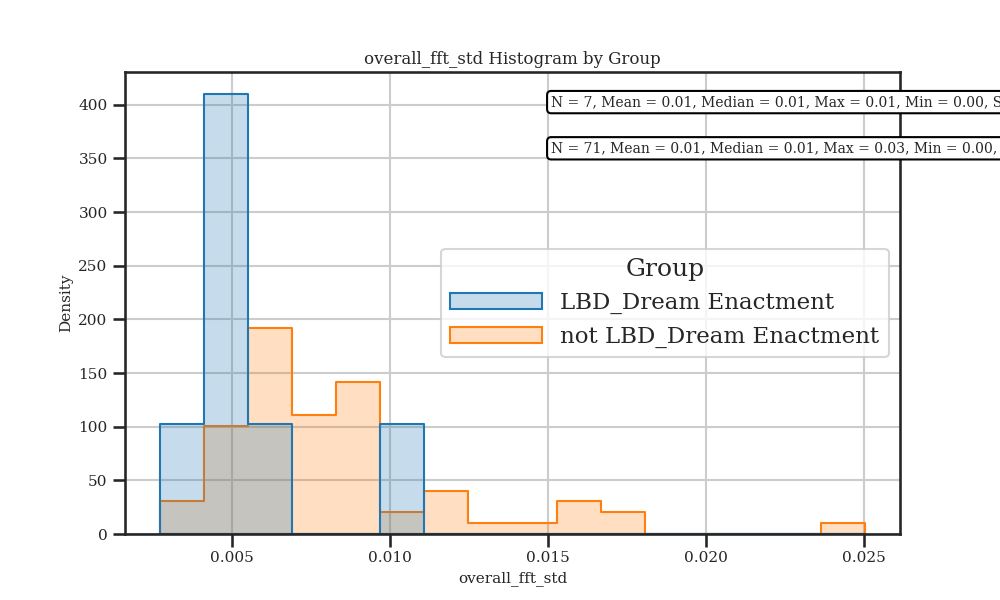 overall_fft_std Histogram by Group
N = 7, Mean = 0.01, Median = 0.01, Max = 0.01, Min = 0.00, S
N = 71, Mean = 0.01, Median = 0.01, Max = 0.03, Min = 0.00,
400
350
300
250
200
150
100
50
0
Density
Group
LBD_Dream Enactment
not LBD_Dream Enactment
0.005
0.010
0.015
0.020
0.025
overall_fft_std